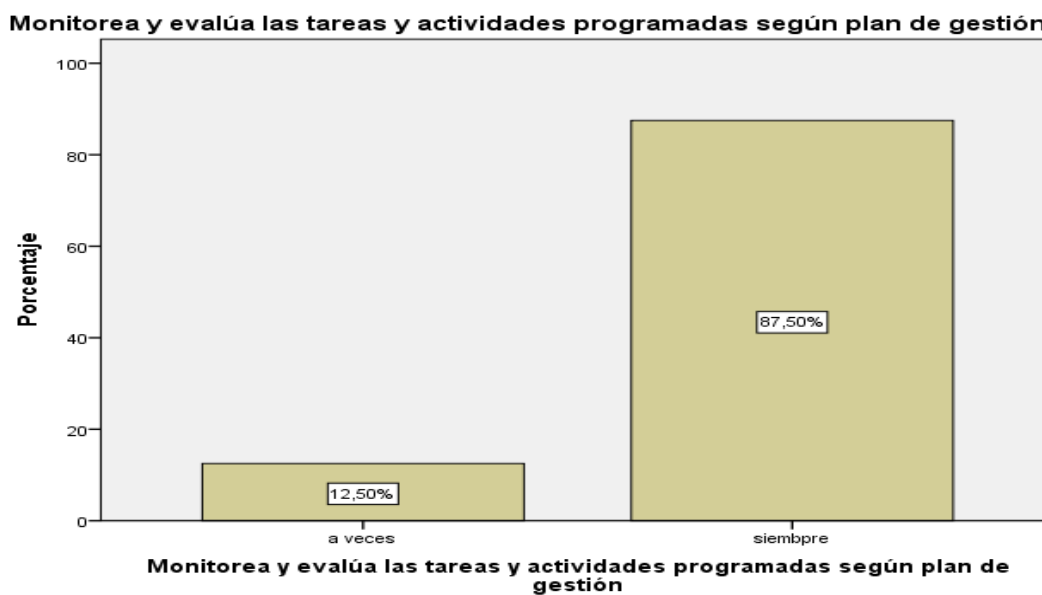 Monitorea y evalúa las tareas y actividades programadas según plan de gestión
100
80
60
40
20
0
Porcentaje
12,50%
87,50%
a veces
siembpre
Monitorea y evalúa las tareas y actividades programadas según plan de
gestión